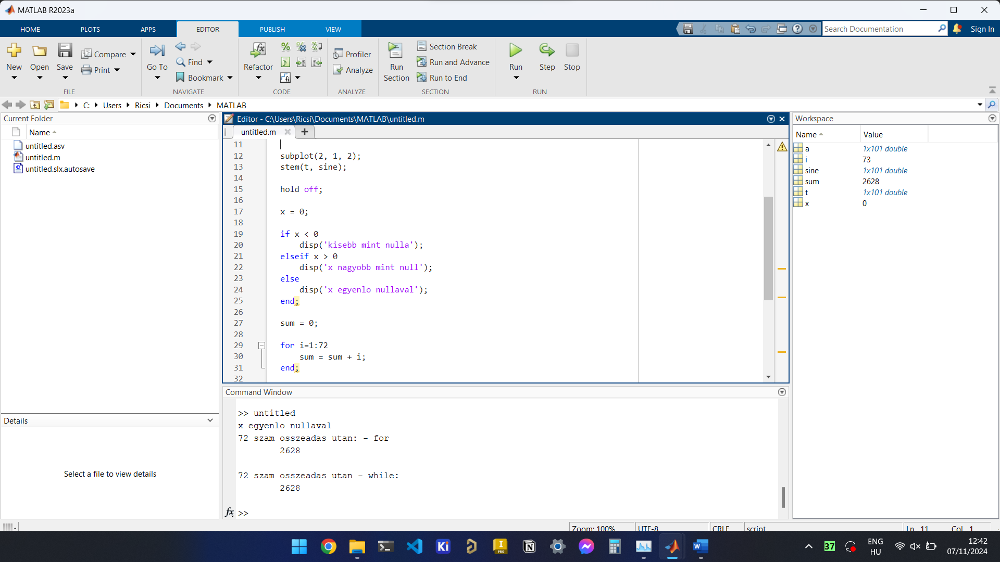 MATLAB R2023a
HOME PLOTS APPS EDITOR PUBLISH VIEW
Search Documentation
Sign In
New Open Save Compare Print
Go To Find Bookmark
Refactor
Profiler
Analyze
Run Section
Section Break
Run and Advance
Run to End
Run Step Stop
FILE NAVIGATE CODE ANALYZE SECTION RUN
C: Users Ricsi Documents MATLAB
Current Folder
Name
untitled.asv
untitled.m
untitled.slx.autosave
Details
Select a file to view details
Editor - C:\Users\Ricsi\Documents\MATLAB\untitled.m
untitled.m
11
12 subplot(2, 1, 2);
13 stem(t, sine);
14
15 hold off;
16
17 x = 0;
18
19 if x < 0
20 disp('kisebb mint nulla');
21 elseif x > 0
22 disp('x nagyobb mint null');
23 else
24 disp('x egyenlo nullaval');
25 end;
26
27 sum = 0;
28
29 for i=1:72
30 sum = sum + i;
31 end;
32
Command Window
>> untitled
x egyenlo nullaval
72 szam osszeadas utan: - for
2628
72 szam osszeadas utan - while:
2628
fx >>
Workspace
Name Value
a 1x101 double
i 73
sine 1x101 double
sum 2628
t 1x101 double
x 0
Zoom: 100% UTF-8 CRLF script Ln 11 Col 1
37
ENG
HU
12:42
07/11/2024